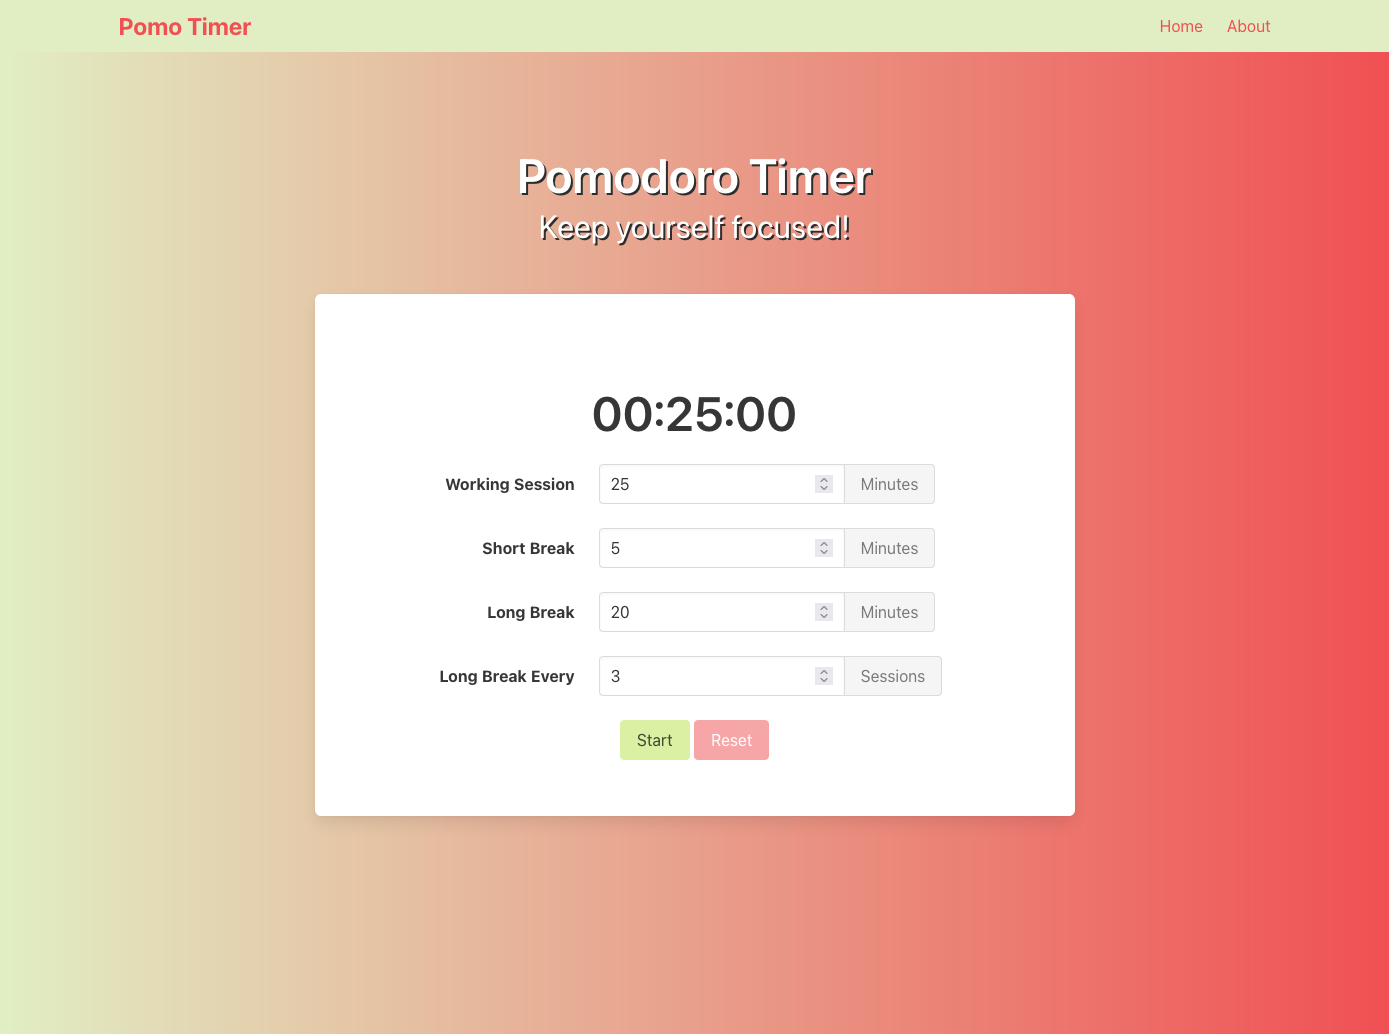 Pomo Timer Home About
Pomodoro Timer
Keep yourself focused!
00:25:00
Working Session 25 Minutes
Short Break 5 Minutes
Long Break 20 Minutes
Long Break Every 3 Sessions
Start Reset